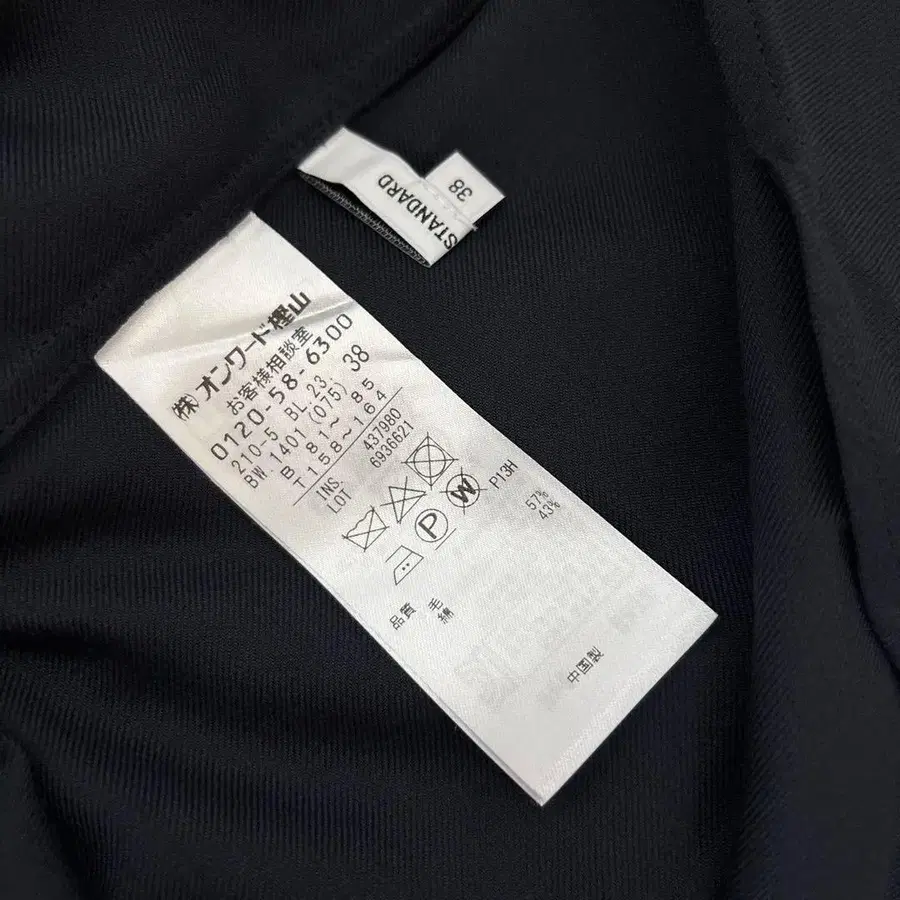 STANDARD
38
㈱オンワード樫山
お客様相談室
0120-58-6300
210-5 BL.23. 38
BW.1401 (075)
B 81～ 85
T158～164
INS. 437980
LOT 6936621
P W P13H
品質 毛 57%
綿 43%
中国製